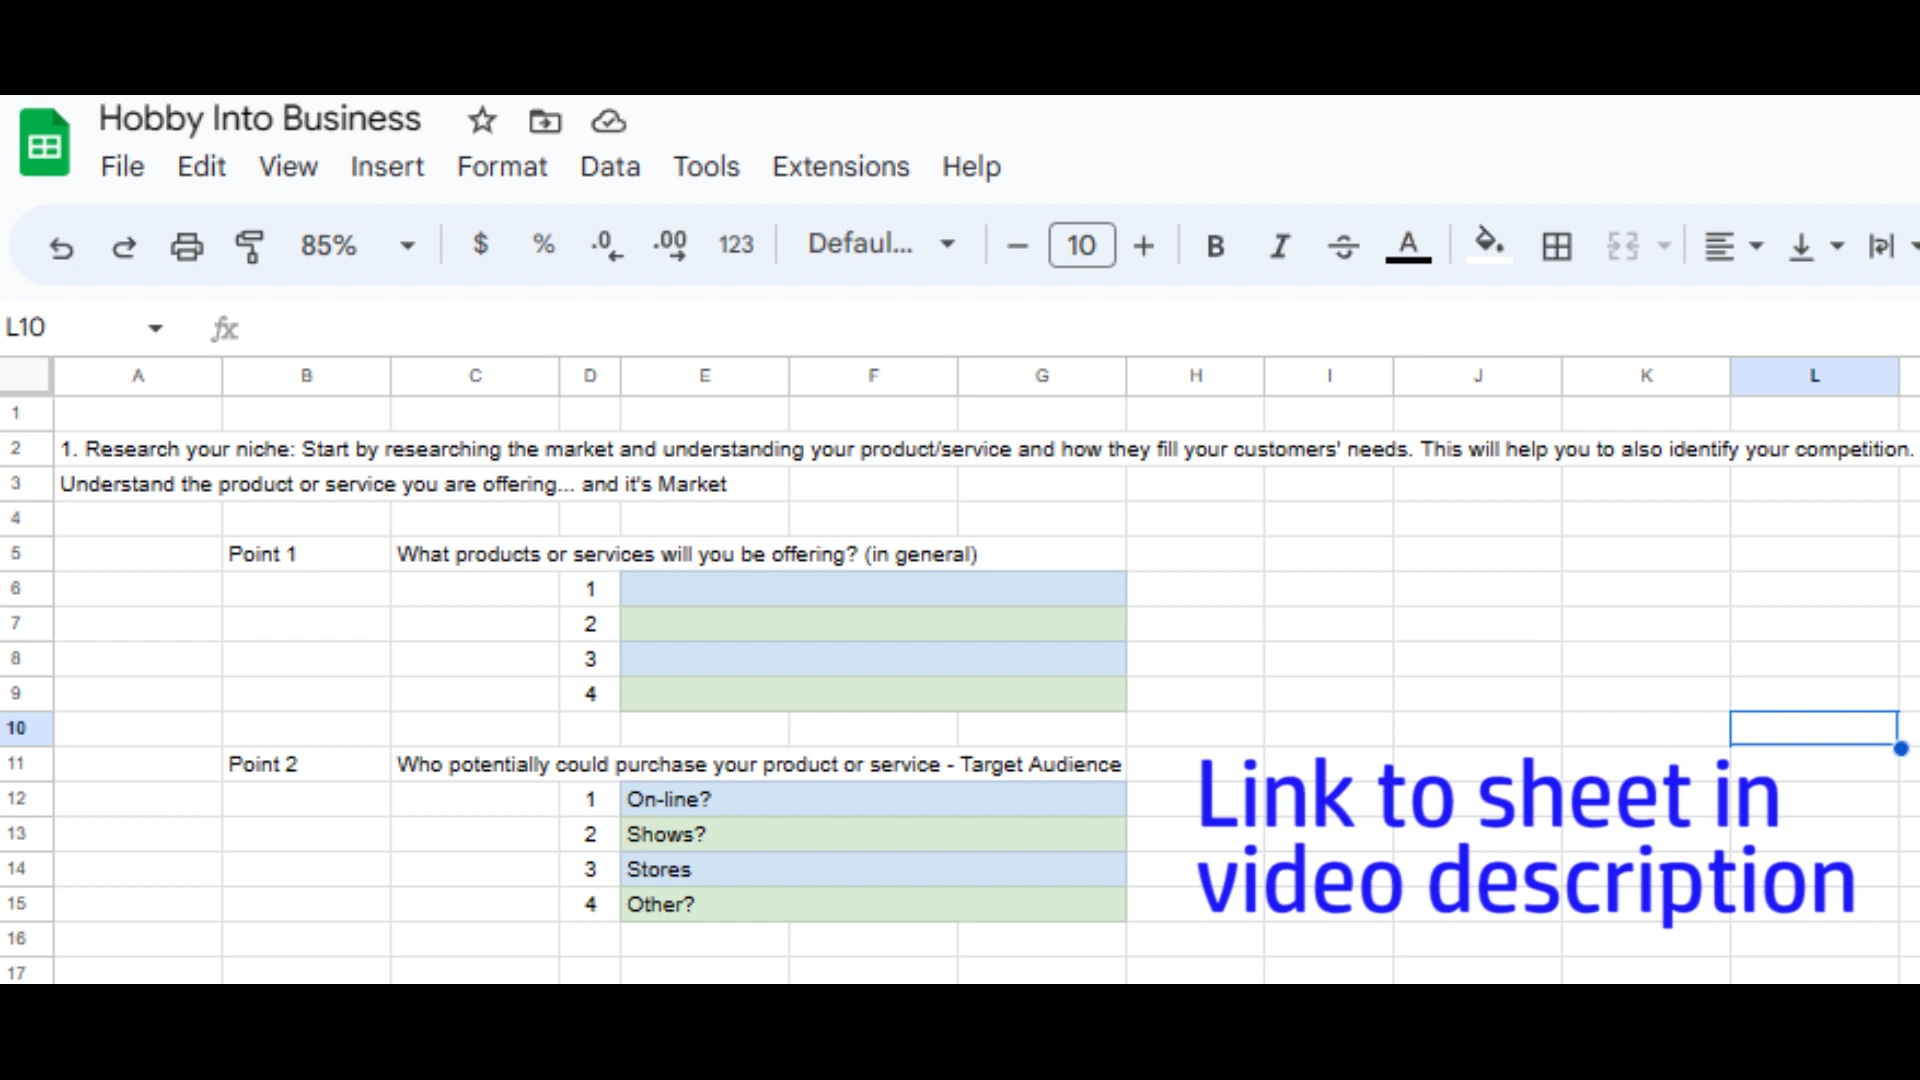 Hobby Into Business
File Edit View Insert Format Data Tools Extensions Help
85% $ % .0 .00 123 Defaul... 10 B I S A
L10 fx
A B C D E F G H I J K L
1
2 1. Research your niche: Start by researching the market and understanding your product/service and how they fill your customers' needs. This will help you to also identify your competition.
3 Understand the product or service you are offering... and it's Market
4
5 Point 1 What products or services will you be offering? (in general)
6 1
7 2
8 3
9 4
10
11 Point 2 Who potentially could purchase your product or service - Target Audience
12 1 On-line?
13 2 Shows?
14 3 Stores
15 4 Other?
16
17
Link to sheet in
video description